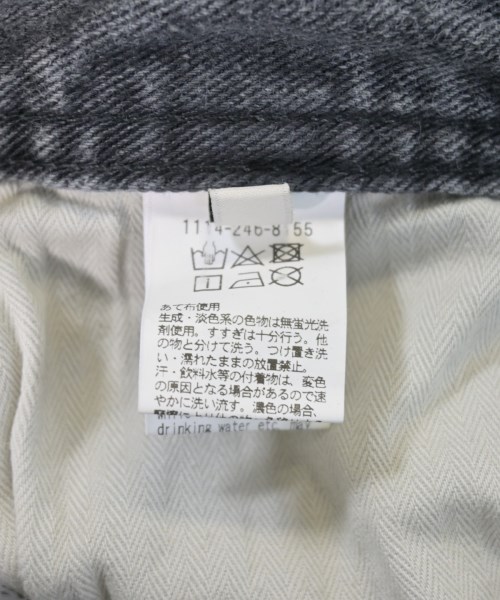 1114-246-8155
あて布使用
生成・淡色系の色物は無蛍光洗
剤使用。すすぎは十分行う。他
の物と分けて洗う。つけ置き洗
い・濡れたままの放置禁止。
汗・飲料水等の付着物は、変色
の原因となる場合があるので速
やかに洗い流す。濃色の場合、
drinking water etc